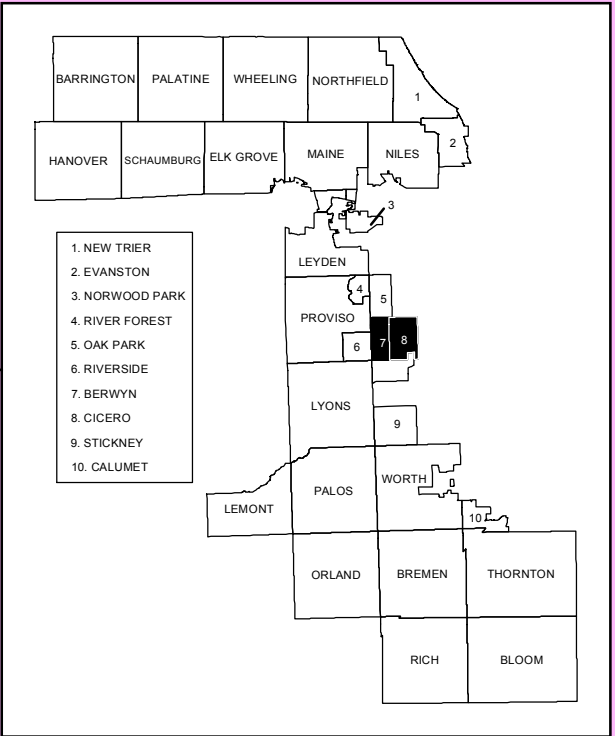 BARRINGTON PALATINE WHEELING NORTHFIELD
1
2
HANOVER SCHAUMBURG ELK GROVE MAINE NILES
3
1. NEW TRIER
2. EVANSTON
3. NORWOOD PARK
4. RIVER FOREST
5. OAK PARK
6. RIVERSIDE
7. BERWYN
8. CICERO
9. STICKNEY
10. CALUMET
LEYDEN
4
5
PROVISO
6
7 8
LYONS
9
WORTH
PALOS
LEMONT
10
ORLAND BREMEN THORNTON
RICH BLOOM